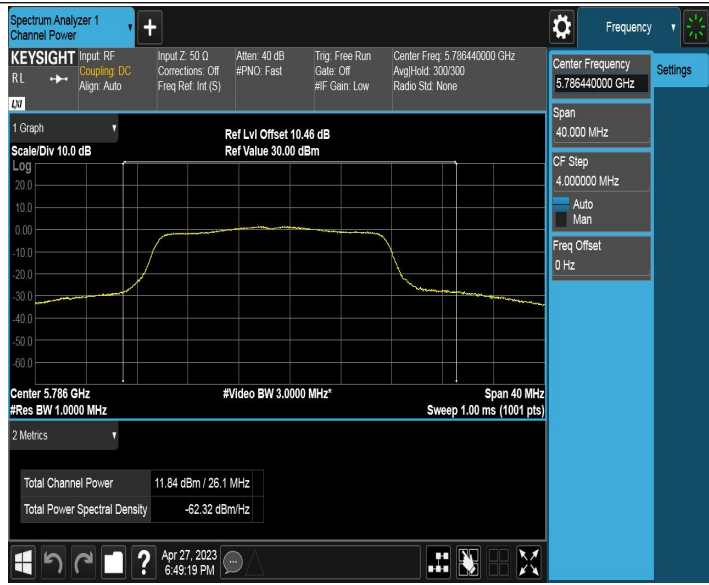 Spectrum Analyzer 1
Channel Power
Frequency
KEYSIGHT
RL
LXI
Input: RF
Coupling: DC
Align: Auto
Input Z: 50 Ω
Corrections: Off
Freq Ref: Int (S)
Atten: 40 dB
#PNO: Fast
Trig: Free Run
Gate: Off
#IF Gain: Low
Center Freq: 5.786440000 GHz
Avg|Hold: 300/300
Radio Std: None
Center Frequency
5.786440000 GHz
Settings
Span
40.000 MHz
CF Step
4.000000 MHz
Auto
Man
Freq Offset
0 Hz
1 Graph
Scale/Div 10.0 dB
Ref Lvl Offset 10.46 dB
Ref Value 30.00 dBm
Log
20.0
10.0
0.00
-10.0
-20.0
-30.0
-40.0
-50.0
-60.0
Center 5.786 GHz
#Video BW 3.0000 MHz*
Span 40 MHz
#Res BW 1.0000 MHz
Sweep 1.00 ms (1001 pts)
2 Metrics
Total Channel Power 11.84 dBm / 26.1 MHz
Total Power Spectral Density -62.32 dBm/Hz
?
Apr 27, 2023
6:49:19 PM